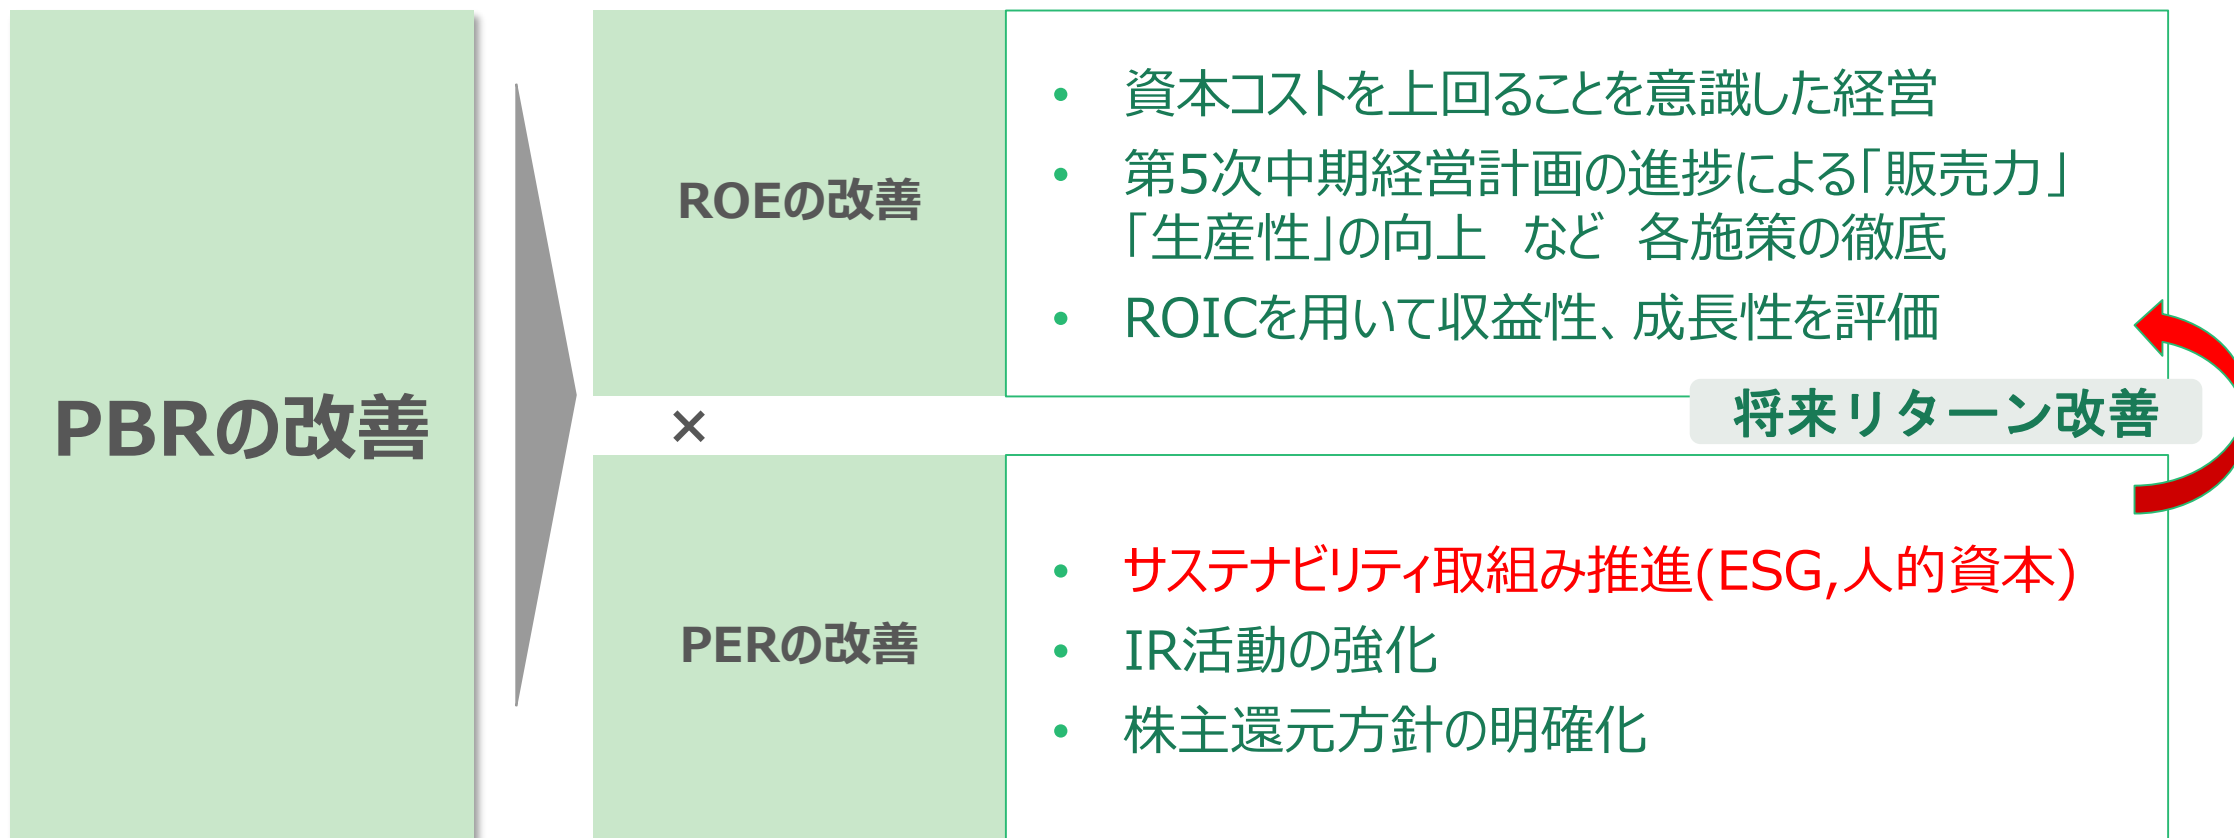 PBRの改善
ROEの改善
• 資本コストを上回ることを意識した経営
• 第5次中期経営計画の進捗による「販売力」
「生産性」の向上　など　各施策の徹底
• ROICを用いて収益性、成長性を評価
×
将来リターン改善
PERの改善
• サステナビリティ取組み推進(ESG,人的資本)
• IR活動の強化
• 株主還元方針の明確化